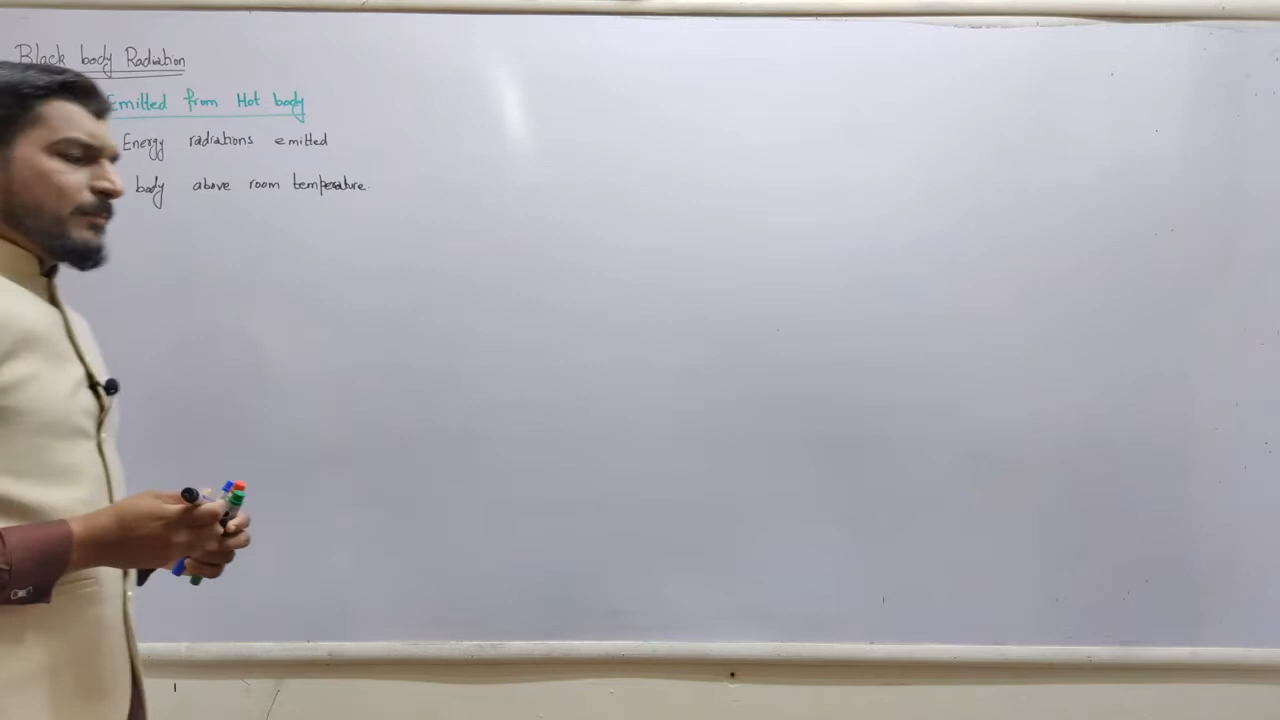 Black body Radiation
Emitted from Hot body
Energy radiations emitted
body above room temperature.